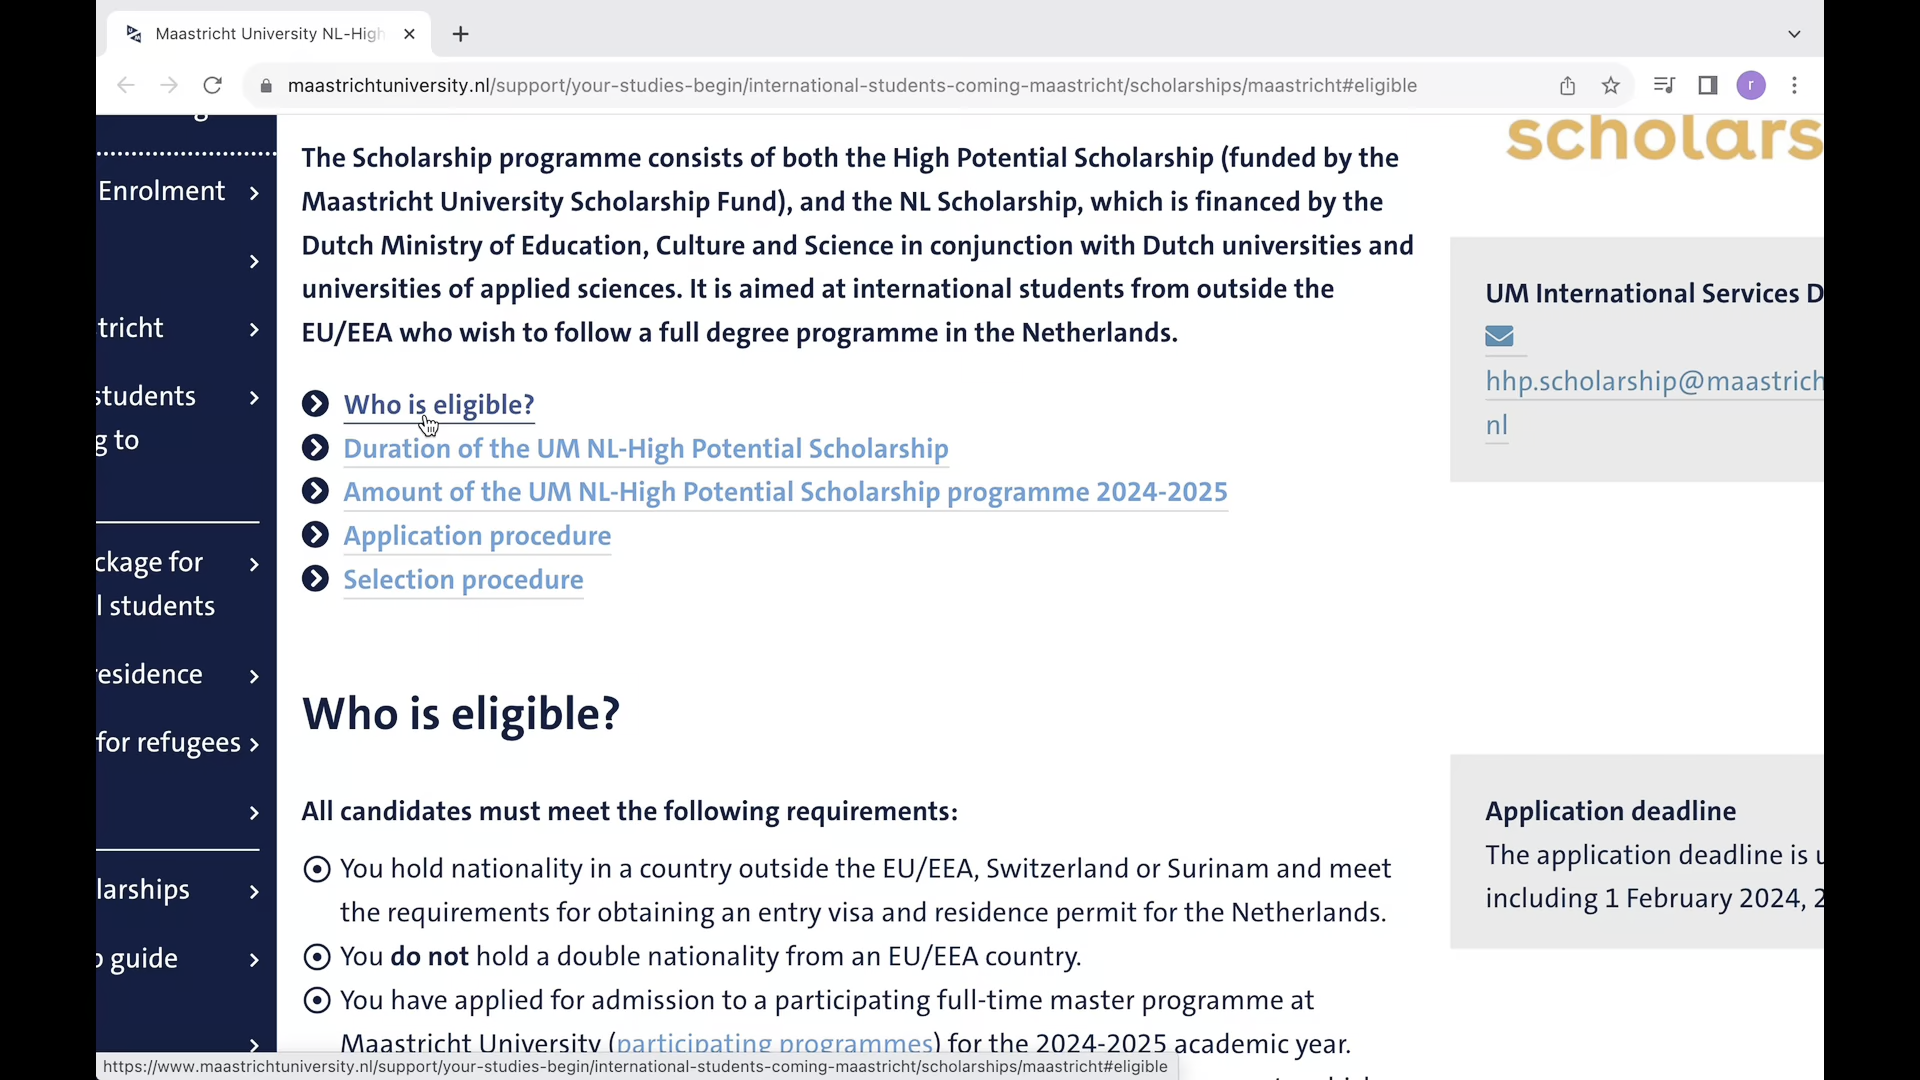 Maastricht University NL-High
maastrichtuniversity.nl/support/your-studies-begin/international-students-coming-maastricht/scholarships/maastricht#eligible
r
scholars
Enrolment
tricht
students
g to
ckage for
l students
residence
for refugees
larships
guide
The Scholarship programme consists of both the High Potential Scholarship (funded by the
Maastricht University Scholarship Fund), and the NL Scholarship, which is financed by the
Dutch Ministry of Education, Culture and Science in conjunction with Dutch universities and
universities of applied sciences. It is aimed at international students from outside the
EU/EEA who wish to follow a full degree programme in the Netherlands.
Who is eligible?
Duration of the UM NL-High Potential Scholarship
Amount of the UM NL-High Potential Scholarship programme 2024-2025
Application procedure
Selection procedure
Who is eligible?
All candidates must meet the following requirements:
You hold nationality in a country outside the EU/EEA, Switzerland or Surinam and meet
the requirements for obtaining an entry visa and residence permit for the Netherlands.
You do not hold a double nationality from an EU/EEA country.
You have applied for admission to a participating full-time master programme at
Maastricht University (participating programmes) for the 2024-2025 academic year.
UM International Services D
hhp.scholarship@maastrich
nl
Application deadline
The application deadline is u
including 1 February 2024, 2
https://www.maastrichtuniversity.nl/support/your-studies-begin/international-students-coming-maastricht/scholarships/maastricht#eligible